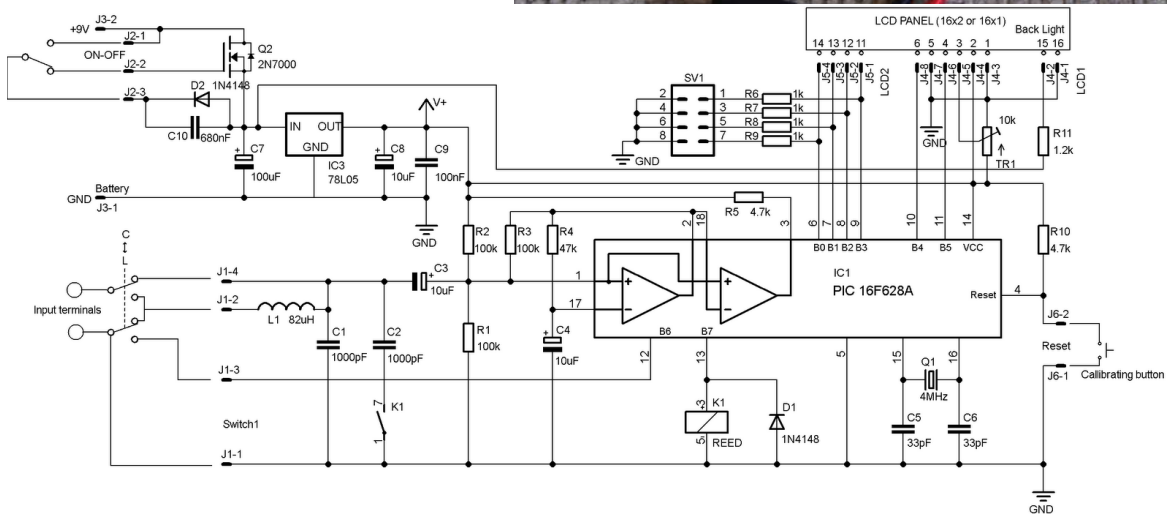 LCD PANEL (16x2 or 16x1)
Back Light
14 13 12 11
6 5 4 3 2 1
15 16
J5-4
J5-3
J5-2
J5-1
LCD2
J4-8
J4-7
J4-6
J4-5
J4-4
J4-3
J4-2
J4-1
LCD1
J3-2
+9V
J2-1
ON-OFF
J2-2
J2-3
Q2
2N7000
1N4148
D2
C10
680nF
C7
100uF
IN OUT
GND
IC3
78L05
C8
10uF
C9
100nF
V+
Battery
GND
J3-1
GND
SV1
2 1
4 3
6 5
8 7
GND
R6 1k
R7 1k
R8 1k
R9 1k
GND
10k
TR1
R11
1.2k
R5 4.7k
R2
100k
R3
100k
R4
47k
R10
4.7k
2 18 3
6 7 8 9 10 11 14
B0 B1 B2 B3 B4 B5 VCC
IC1
PIC 16F628A
Reset
4
1
17
B6 B7
12 13 5 15 16
C
L
Input terminals
J1-4
J1-2
J1-3
J1-1
Switch1
L1 82uH
C1
1000pF
C2
1000pF
C3
10uF
R1
100k
C4
10uF
7
K1
1
3
K1
REED
5
D1
1N4148
Q1
4MHz
C5
33pF
C6
33pF
J6-2
Reset
J6-1
Callibrating button
GND